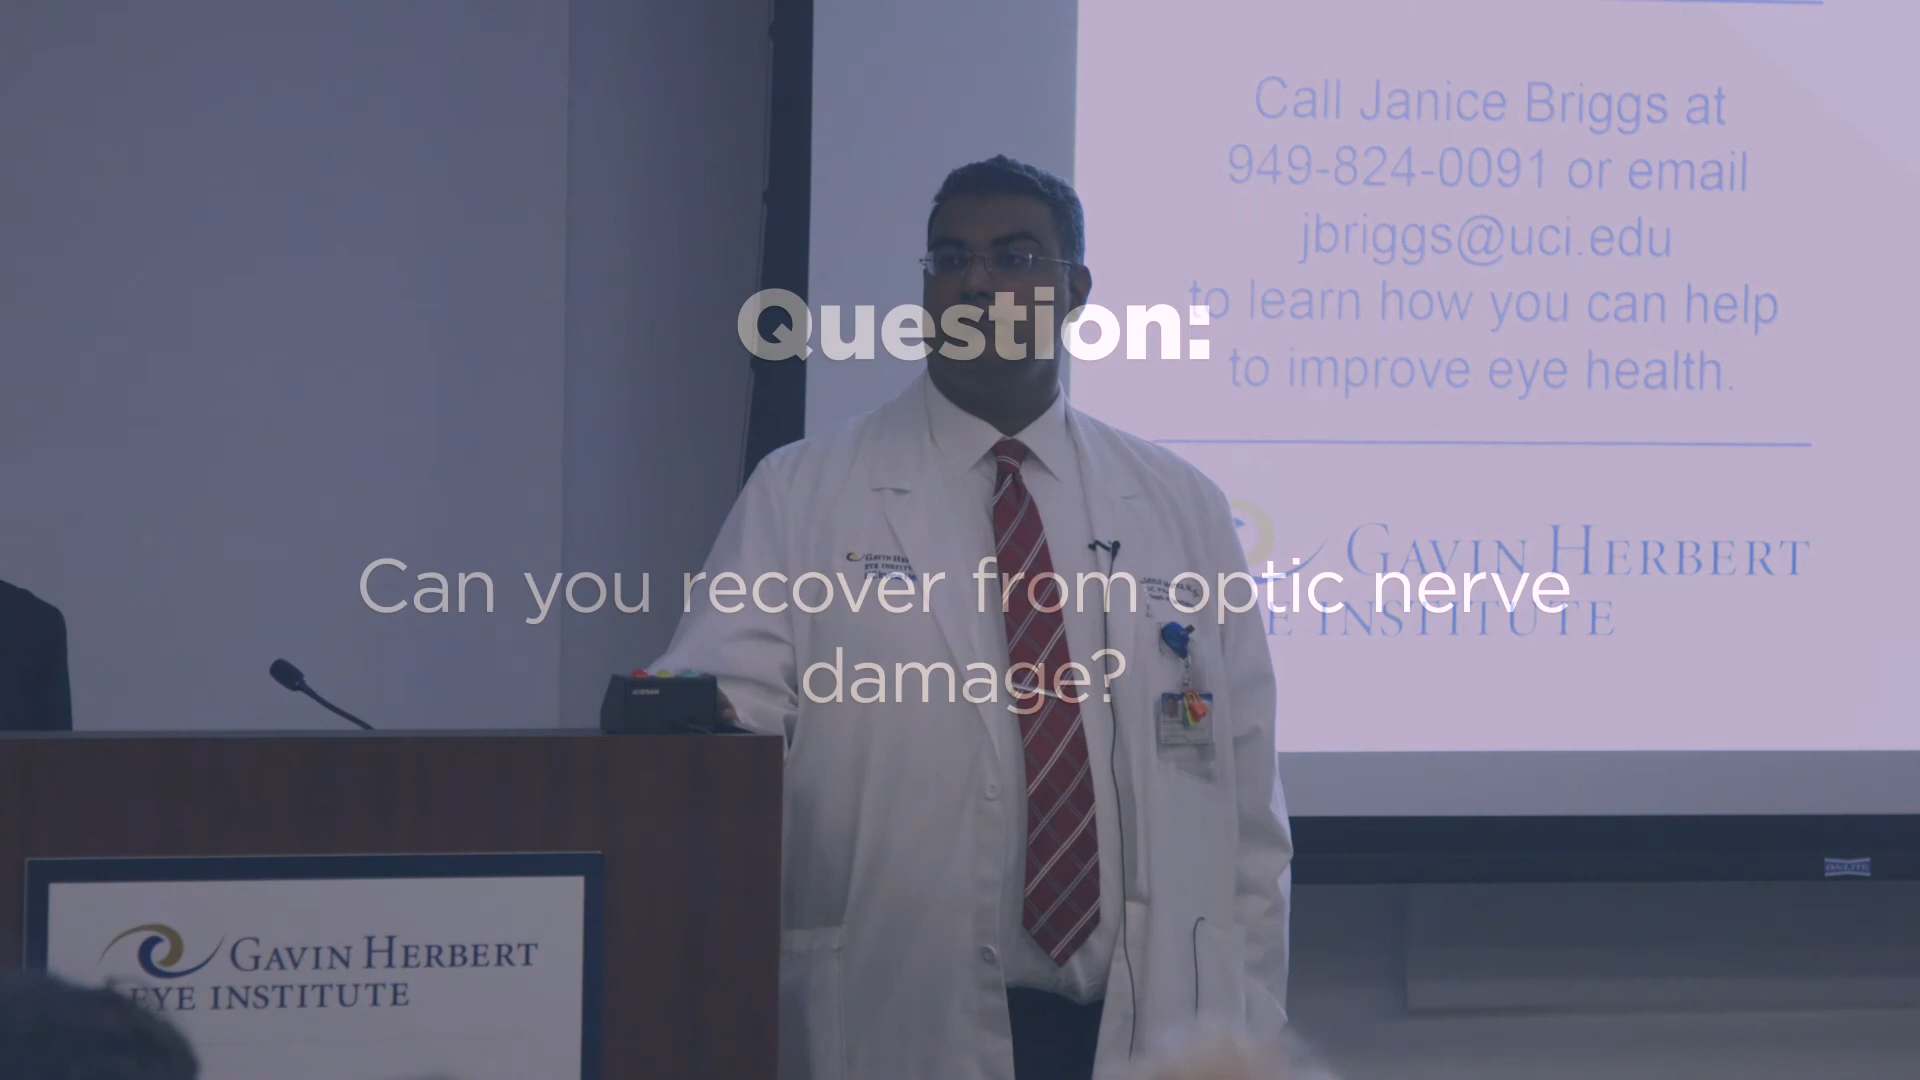 Call Janice Briggs at
949-824-0091 or email
jbriggs@uci.edu
to learn how you can help
to improve eye health.
Question:
GAVIN HERBERT
INSTITUTE
Can you recover from optic nerve
damage?
GAVIN HERBERT
EYE INSTITUTE